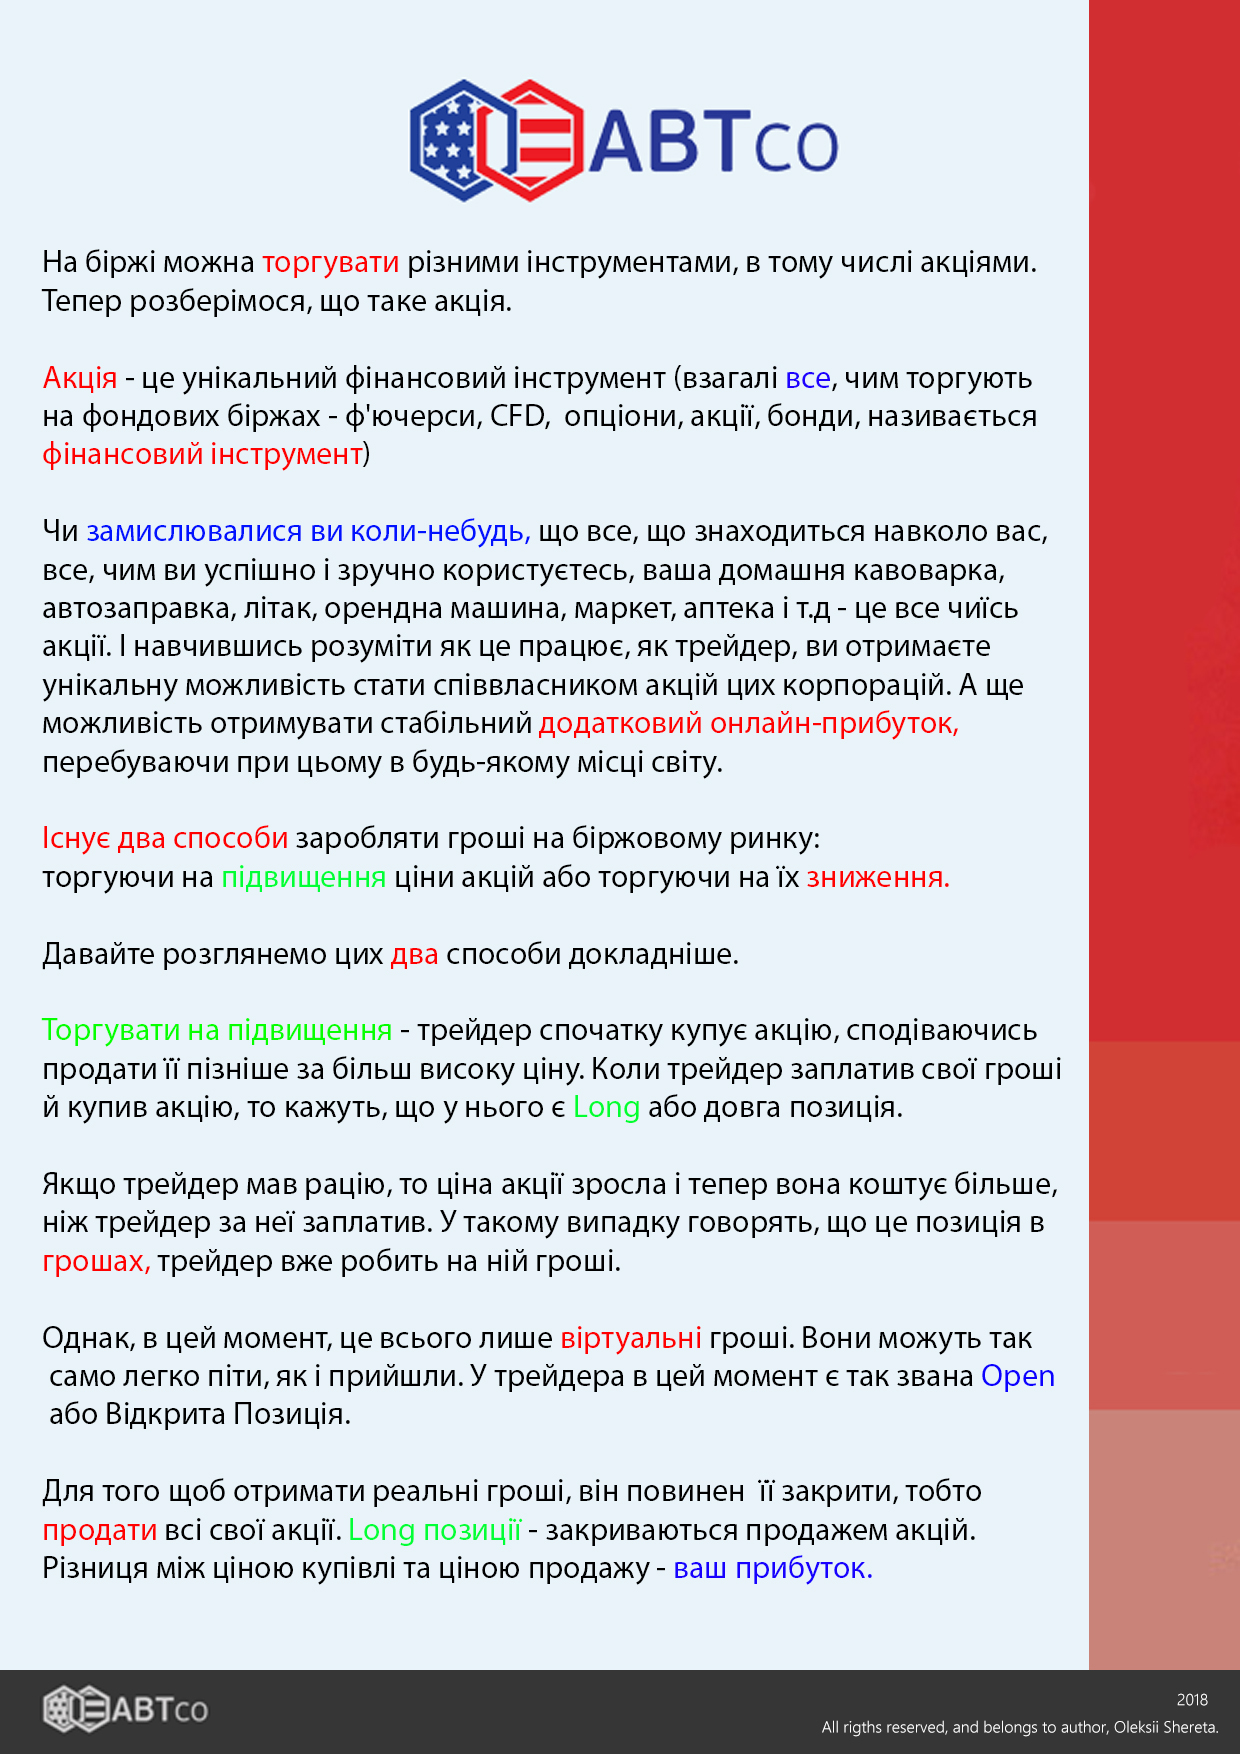 ABTco
На біржі можна торгувати різними інструментами, в тому числі акціями.
Тепер розберімося, що таке акція.
Акція - це унікальний фінансовий інструмент (взагалі все, чим торгують
на фондових біржах - ф'ючерси, CFD, опціони, акції, бонди, називається
фінансовий інструмент)
Чи замислювалися ви коли-небудь, що все, що знаходиться навколо вас,
все, чим ви успішно і зручно користуєтесь, ваша домашня кавоварка,
автозаправка, літак, орендна машина, маркет, аптека і т.д - це все чиїсь
акції. І навчившись розуміти як це працює, як трейдер, ви отримаєте
унікальну можливість стати співвласником акцій цих корпорацій. А ще
можливість отримувати стабільний додатковий онлайн-прибуток,
перебуваючи при цьому в будь-якому місці світу.
Існує два способи заробляти гроші на біржовому ринку:
торгуючи на підвищення ціни акцій або торгуючи на їх зниження.
Давайте розглянемо цих два способи докладніше.
Торгувати на підвищення - трейдер спочатку купує акцію, сподіваючись
продати її пізніше за більш високу ціну. Коли трейдер заплатив свої гроші
й купив акцію, то кажуть, що у нього є Long або довга позиція.
Якщо трейдер мав рацію, то ціна акції зросла і тепер вона коштує більше,
ніж трейдер за неї заплатив. У такому випадку говорять, що це позиція в
грошах, трейдер вже робить на ній гроші.
Однак, в цей момент, це всього лише віртуальні гроші. Вони можуть так
само легко піти, як і прийшли. У трейдера в цей момент є так звана Open
або Відкрита Позиція.
Для того щоб отримати реальні гроші, він повинен її закрити, тобто
продати всі свої акції. Long позиції - закриваються продажем акцій.
Різниця між ціною купівлі та ціною продажу - ваш прибуток.
ABTco
2018
All rigths reserved, and belongs to author, Oleksii Shereta.